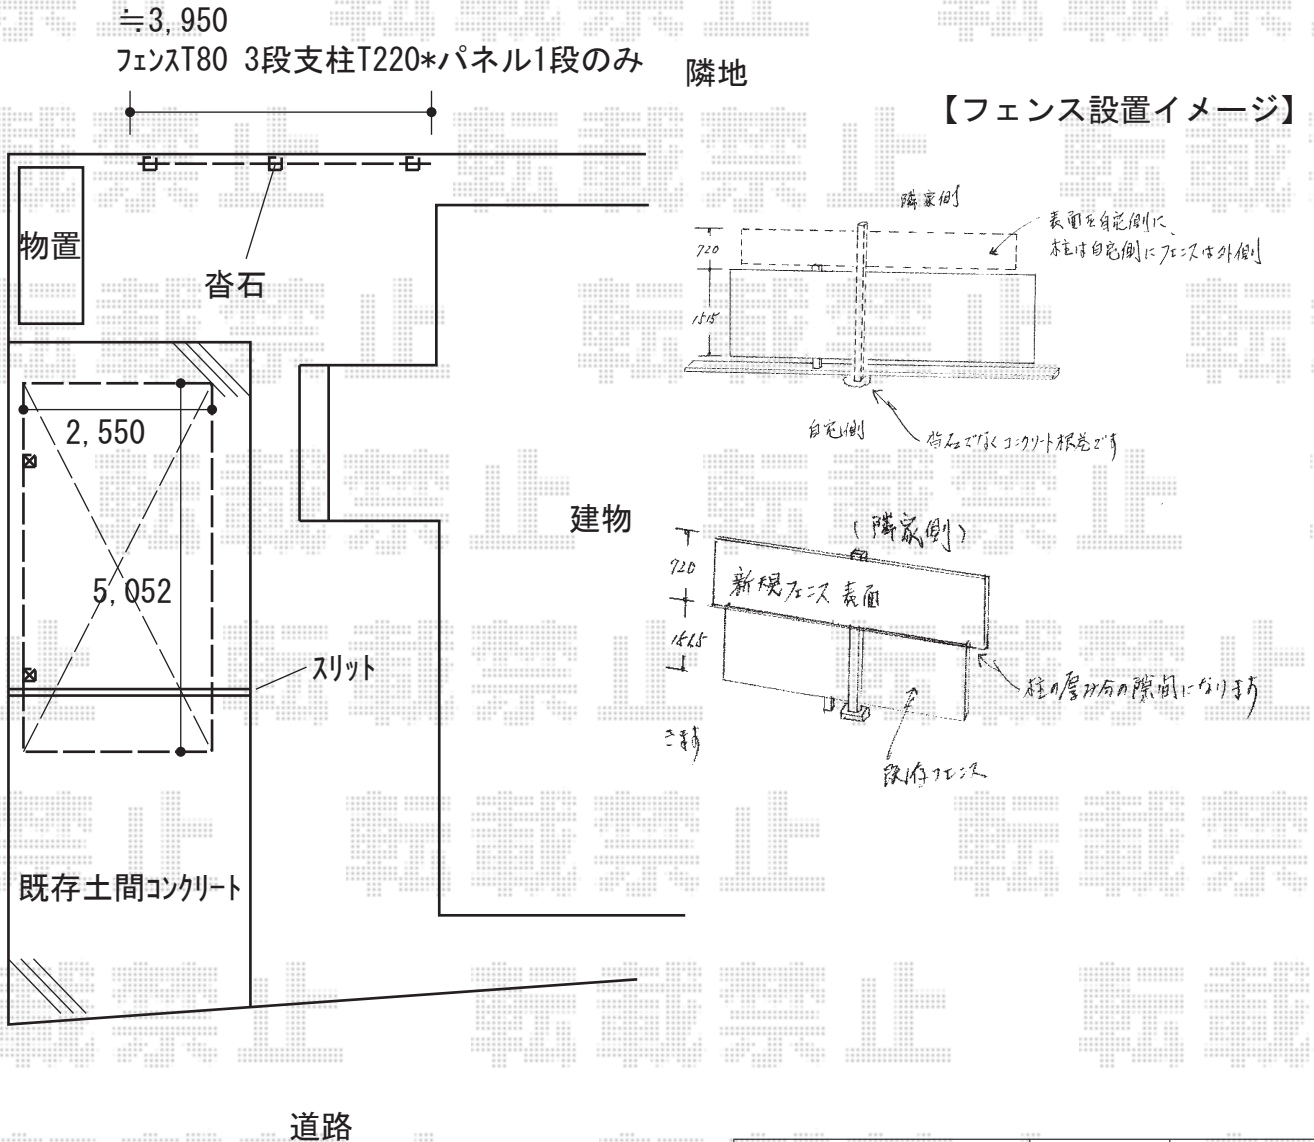 ≒3,950
フェンスT80 3段支柱T220*パネル1段のみ
隣地
【フェンス設置イメージ】
物置
沓石
隣家側
表面を自宅側に
柱は自宅側にフェンスは外側
720
1515
自宅側
沓石でなくコンクリート根巻です
2,550
5,052
建物
(隣家側)
720
新規フェンス 表面
柱の厚み分の隙間になります
既存フェンス
スリット
既存土間コンクリート
道路
転載禁止